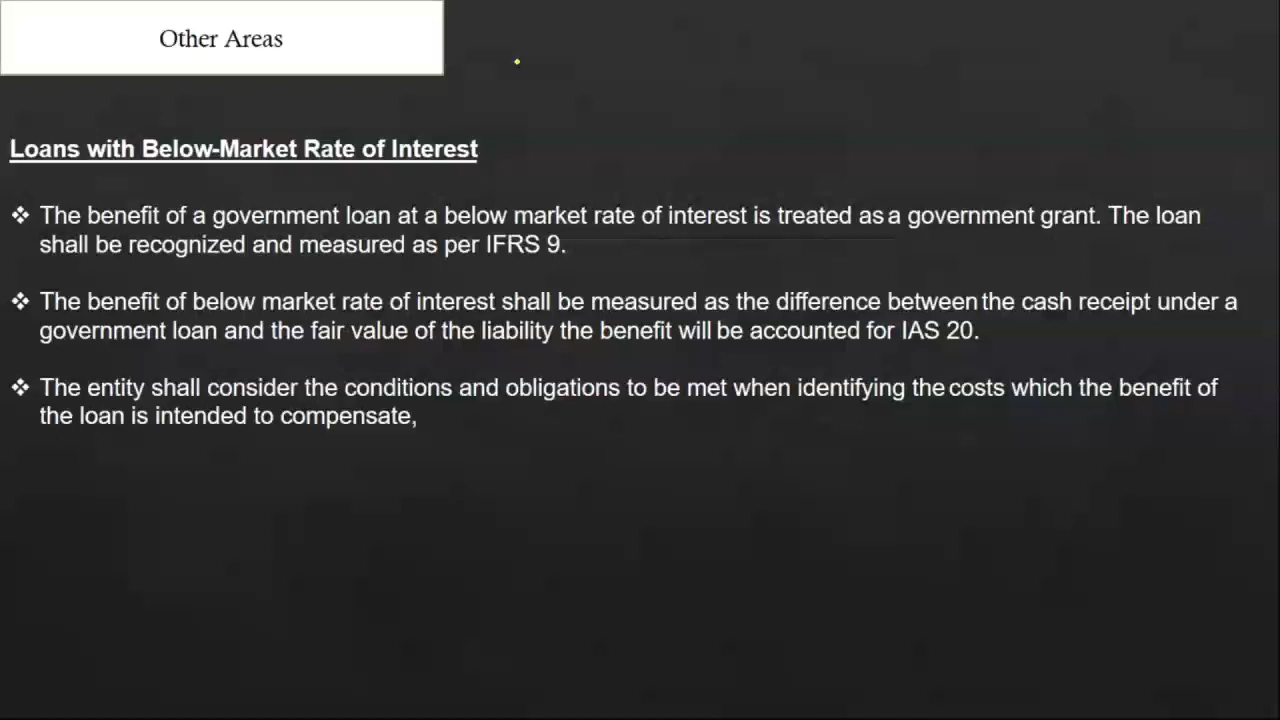 Other Areas
Loans with Below-Market Rate of Interest
❖ The benefit of a government loan at a below market rate of interest is treated as a government grant. The loan
shall be recognized and measured as per IFRS 9.
❖ The benefit of below market rate of interest shall be measured as the difference between the cash receipt under a
government loan and the fair value of the liability the benefit will be accounted for IAS 20.
❖ The entity shall consider the conditions and obligations to be met when identifying the costs which the benefit of
the loan is intended to compensate,